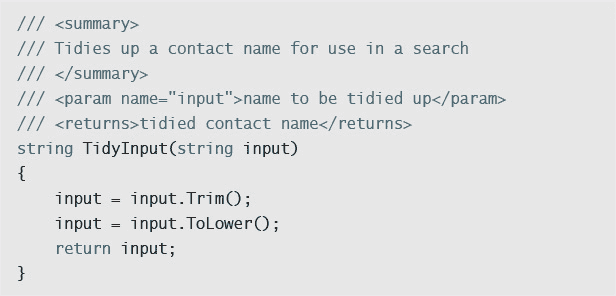 /// <summary>
/// Tidies up a contact name for use in a search
/// </summary>
/// <param name="input">name to be tidied up</param>
/// <returns>tidied contact name</returns>
string TidyInput(string input)
{
    input = input.Trim();
    input = input.ToLower();
    return input;
}